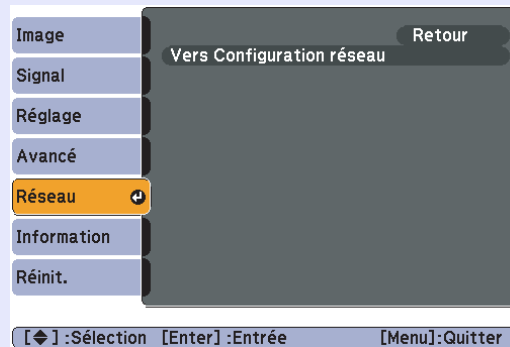 Image
Signal
Réglage
Avancé
Réseau
Information
Réinit.
Retour
Vers Configuration réseau
[◆] :Sélection [Enter] :Entrée [Menu]:Quitter